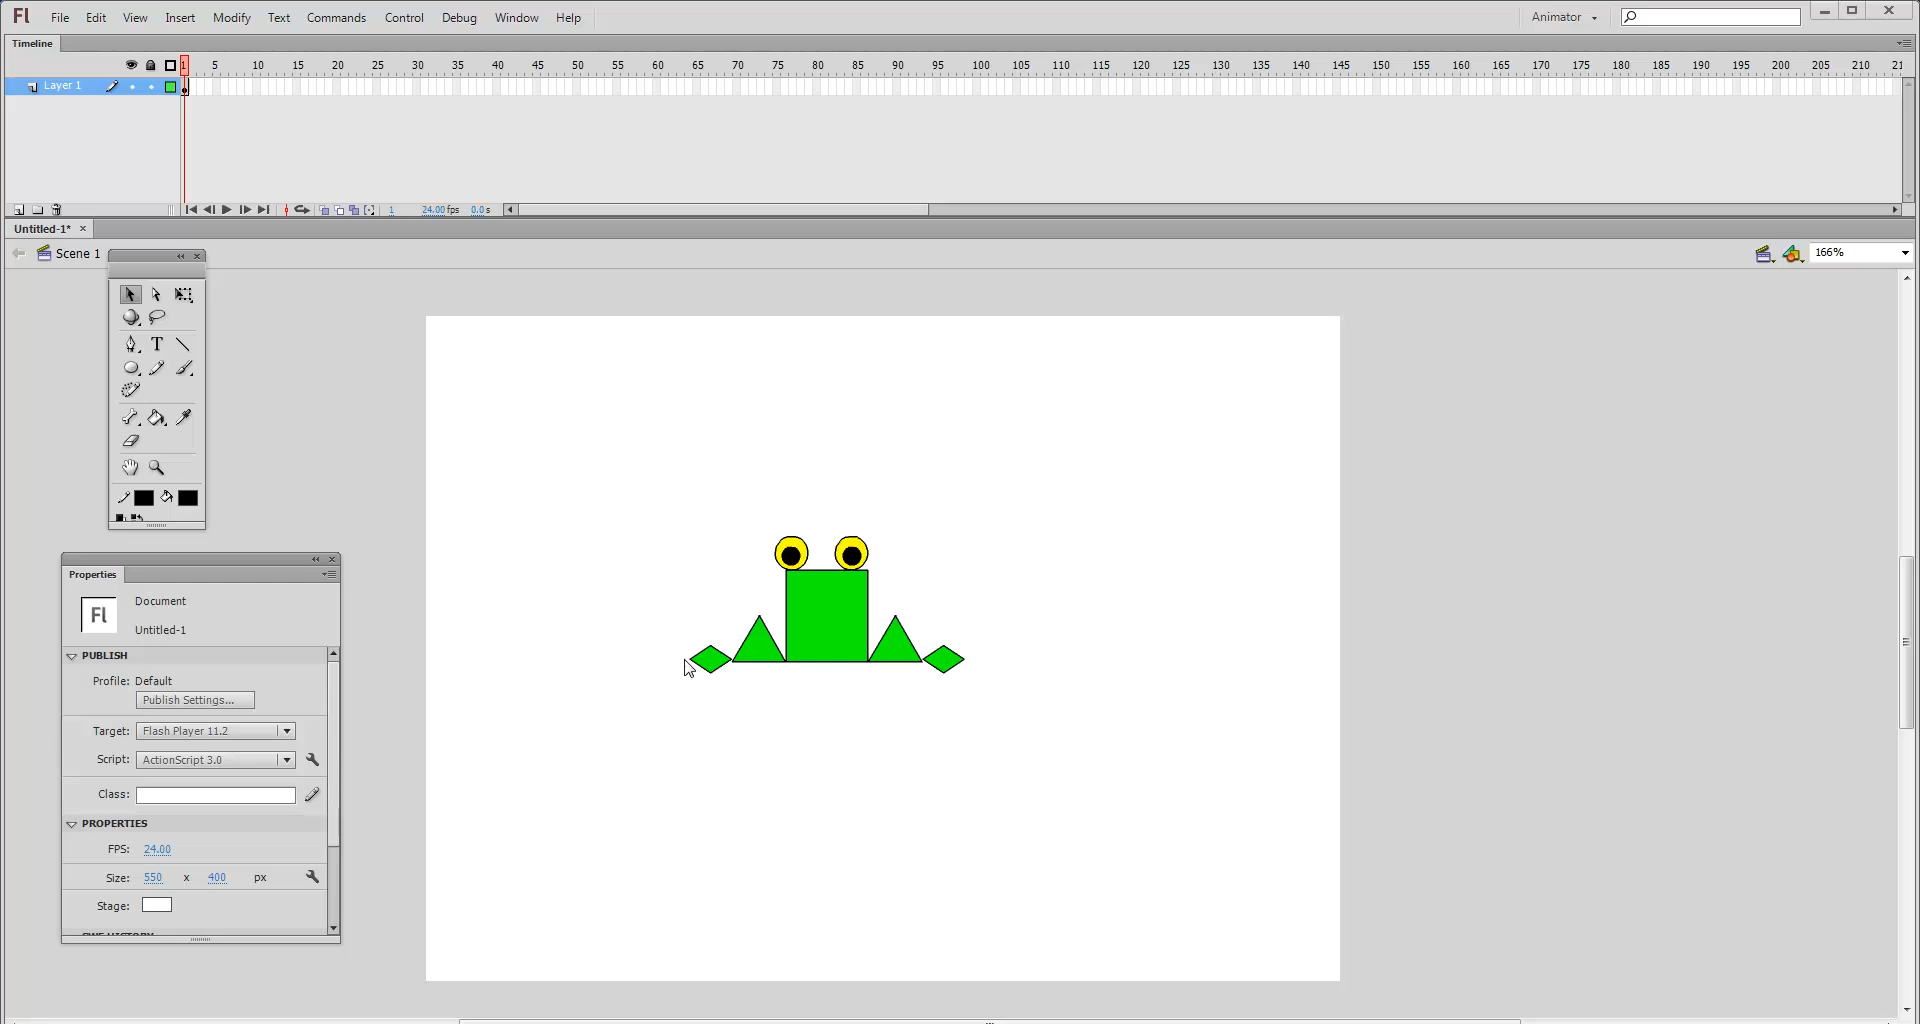 Fl File Edit View Insert Modify Text Commands Control Debug Window Help Animator
Timeline
1 5 10 15 20 25 30 35 40 45 50 55 60 65 70 75 80 85 90 95 100 105 110 115 120 125 130 135 140 145 150 155 160 165 170 175 180 185 190 195 200 205 210 21
Layer 1
1 24.00 fps 0.0 s
Untitled-1* ×
Scene 1
166%
T
Properties
Fl
Document
Untitled-1
PUBLISH
Profile: Default
Publish Settings...
Target: Flash Player 11.2
Script: ActionScript 3.0
Class:
PROPERTIES
FPS: 24.00
Size: 550 x 400 px
Stage: